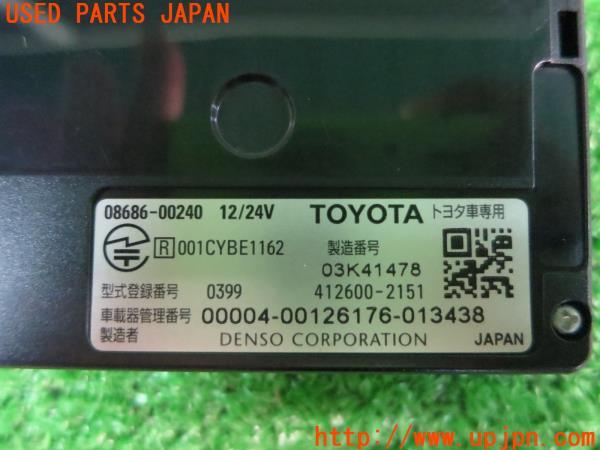 USED PARTS JAPAN
08686-00240 12/24V TOYOTA トヨタ車専用
R 001CYBE1162 製造番号
03K41478
型式登録番号 0399 412600-2151
車載器管理番号 00004-00126176-013438
製造者 DENSO CORPORATION JAPAN
http://www.upjpn.com